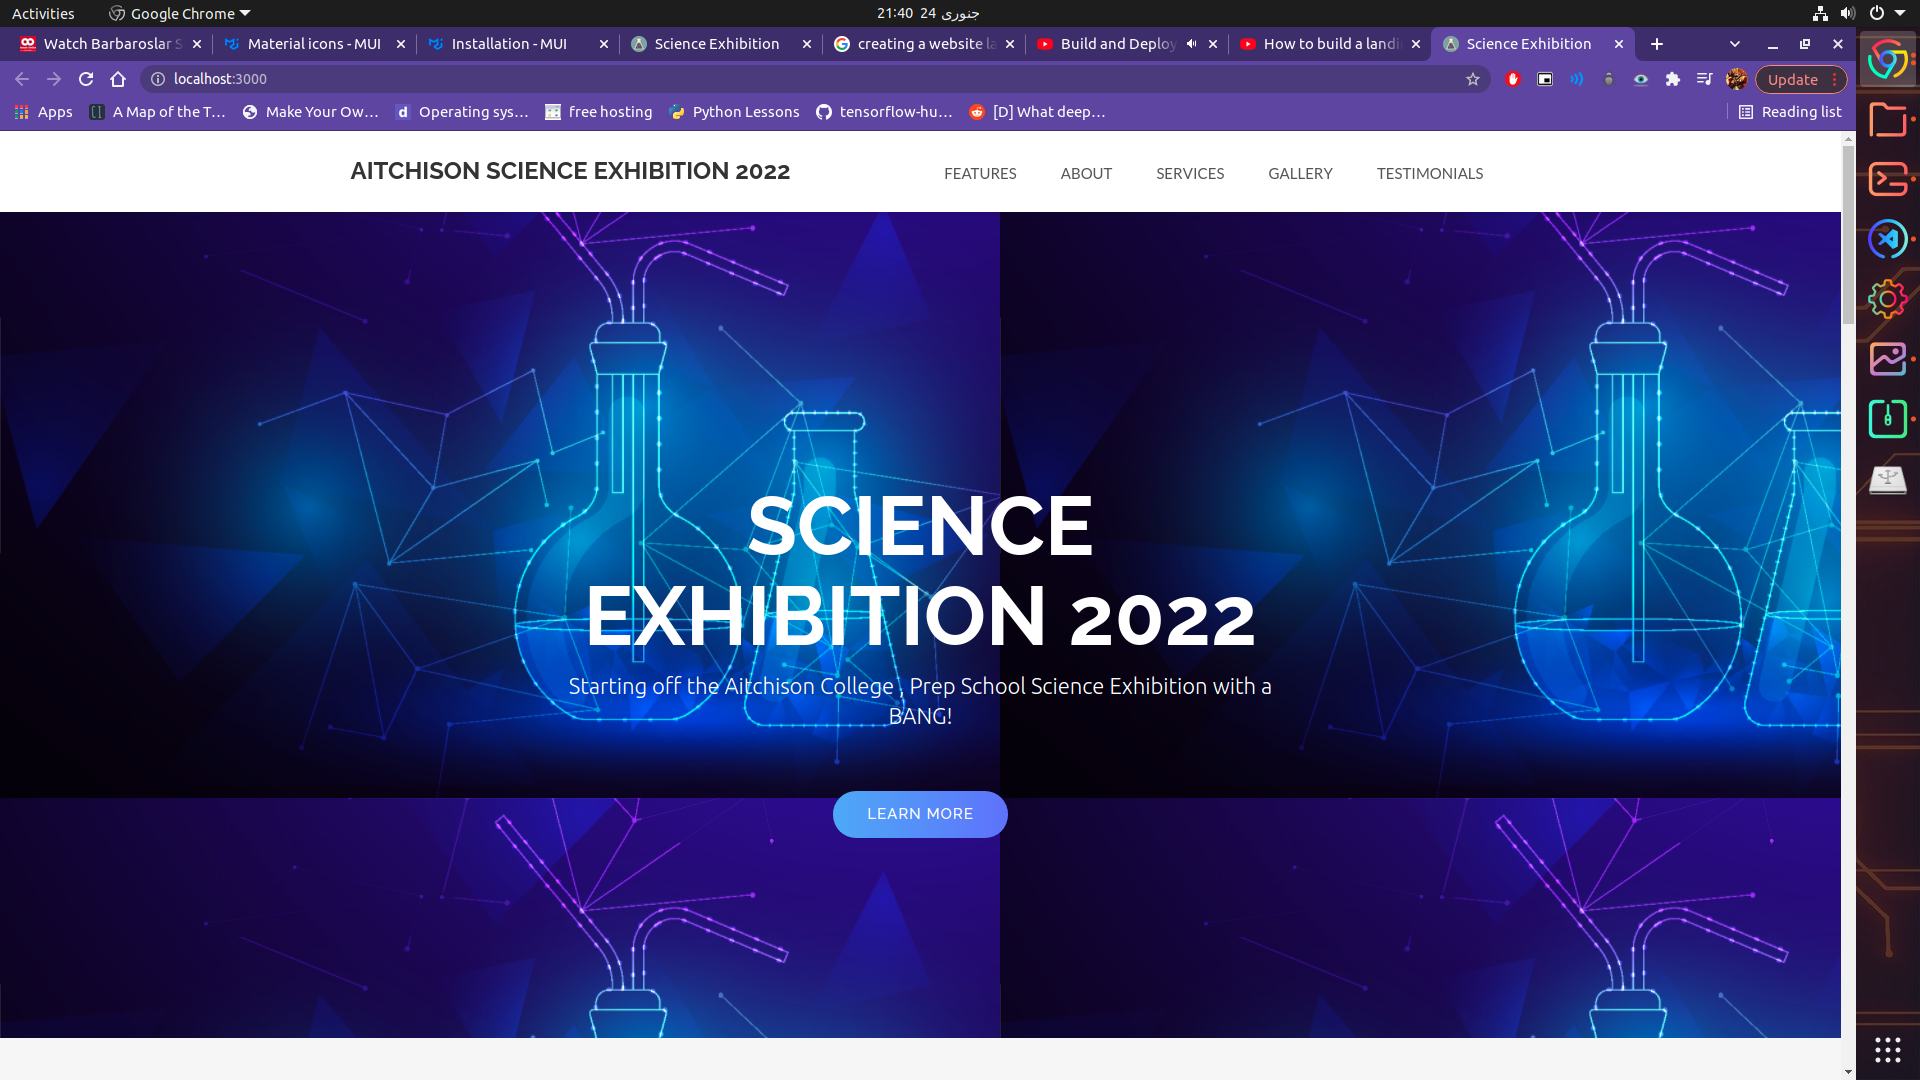 Activities
Google Chrome
21:40 24 جنوری
Watch Barbaroslar S
Material icons - MUI
Installation - MUI
Science Exhibition
creating a website la
Build and Deploy
How to build a landi
Science Exhibition
localhost:3000
Update
Apps
A Map of the T…
Make Your Ow…
Operating sys…
free hosting
Python Lessons
tensorflow-hu…
[D] What deep…
Reading list
AITCHISON SCIENCE EXHIBITION 2022
FEATURES
ABOUT
SERVICES
GALLERY
TESTIMONIALS
SCIENCE
EXHIBITION 2022
Starting off the Aitchison College , Prep School Science Exhibition with a
BANG!
LEARN MORE